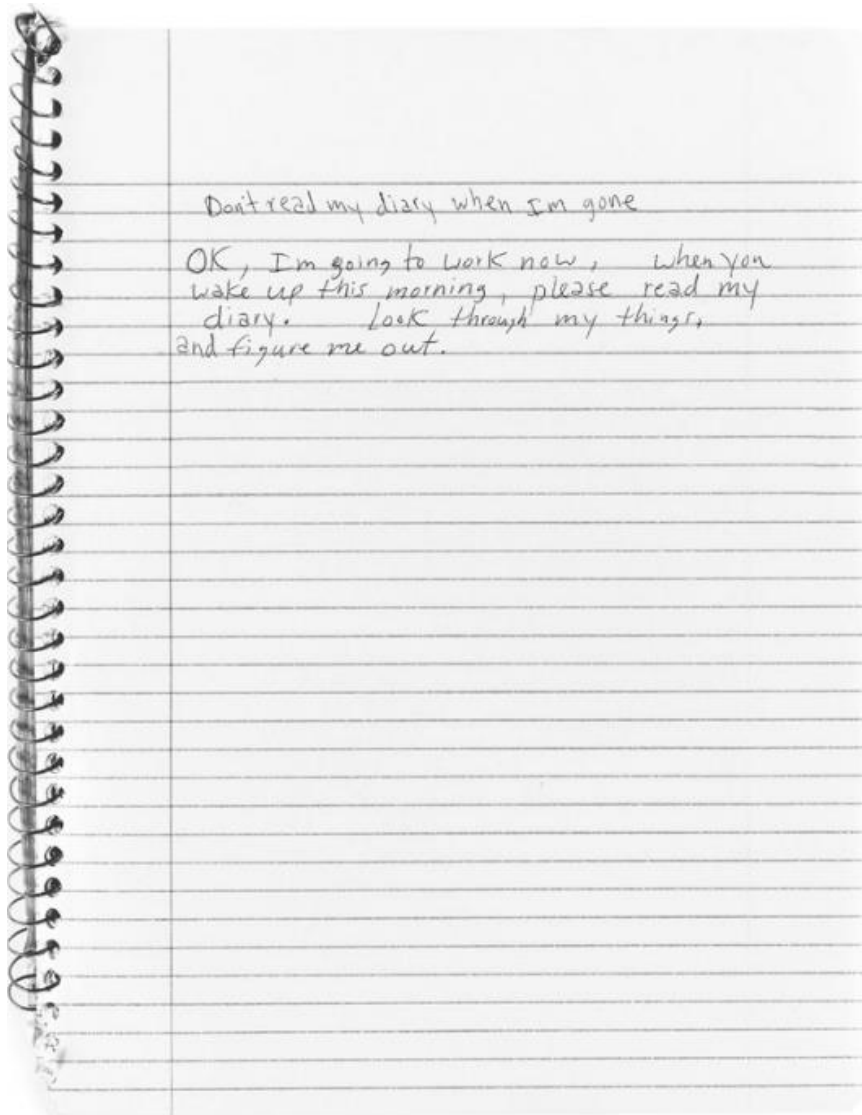 Don't read my diary when I'm gone
OK, I'm going to work now, when you
wake up this morning, please read my
diary. Look through my things,
and figure me out.